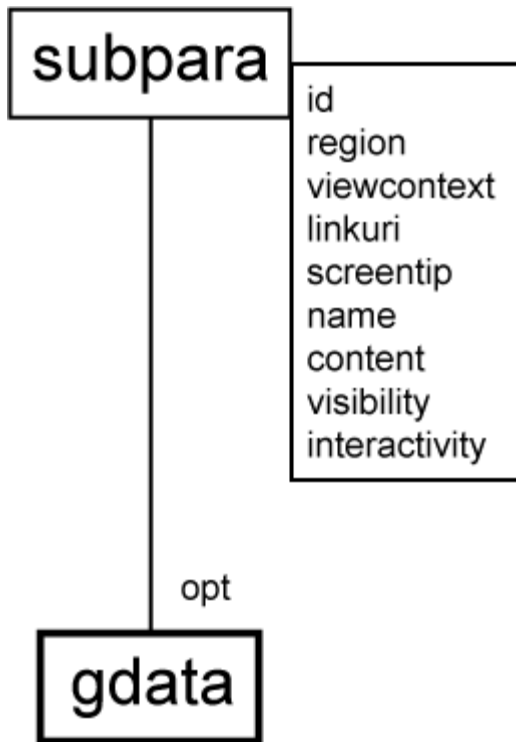 subpara
id
region
viewcontext
linkuri
screentip
name
content
visibility
interactivity
opt
gdata